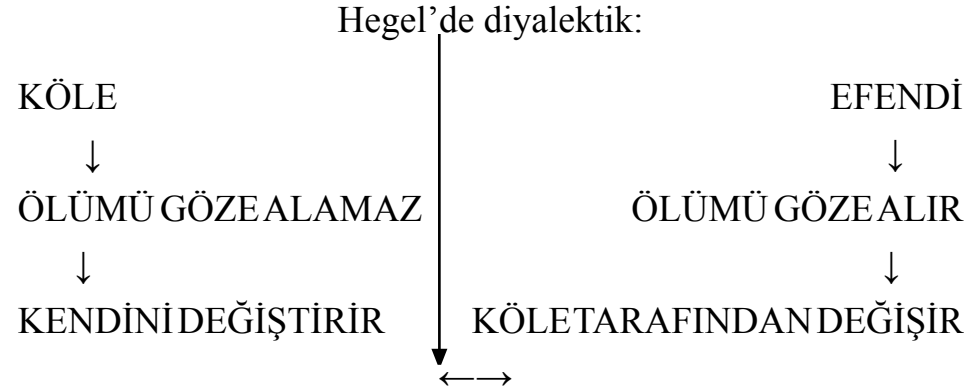 Hegel’de diyalektik:
KÖLE EFENDİ
↓ ↓
ÖLÜMÜ GÖZE ALAMAZ ÖLÜMÜ GÖZE ALIR
↓ ↓
KENDİNİ DEĞİŞTİRİR KÖLE TARAFINDAN DEĞİŞİR
←→